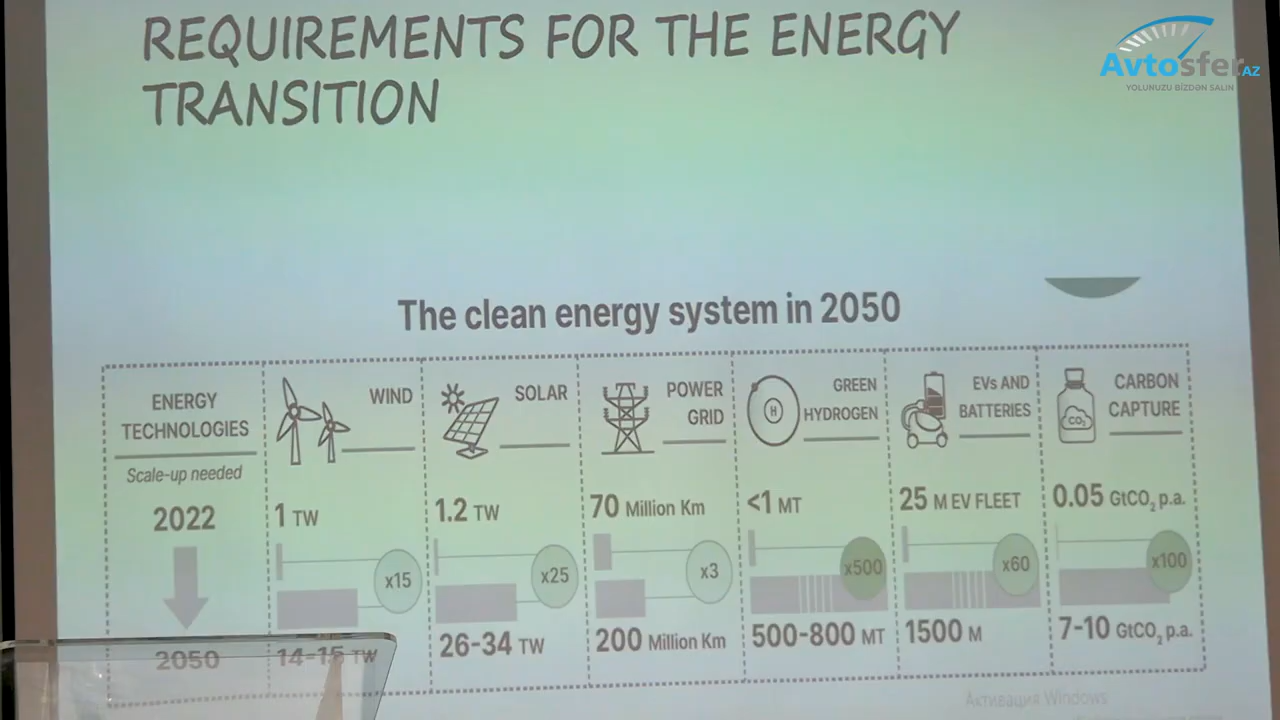 REQUIREMENTS FOR THE ENERGY
TRANSITION
Avtosfer.AZ
YOLUNUZU BİZDƏN SALIN
The clean energy system in 2050
ENERGY
TECHNOLOGIES
Scale-up needed
2022
2050
WIND
1 TW
x15
14-15 TW
SOLAR
1.2 TW
x25
26-34 TW
POWER
GRID
70 Million Km
x3
200 Million Km
H
GREEN
HYDROGEN
<1 MT
x500
500-800 MT
EVs AND
BATTERIES
25 M EV FLEET
x60
1500 M
CO₂
CARBON
CAPTURE
0.05 GtCO₂ p.a.
x100
7-10 GtCO₂ p.a.
Активация Windows